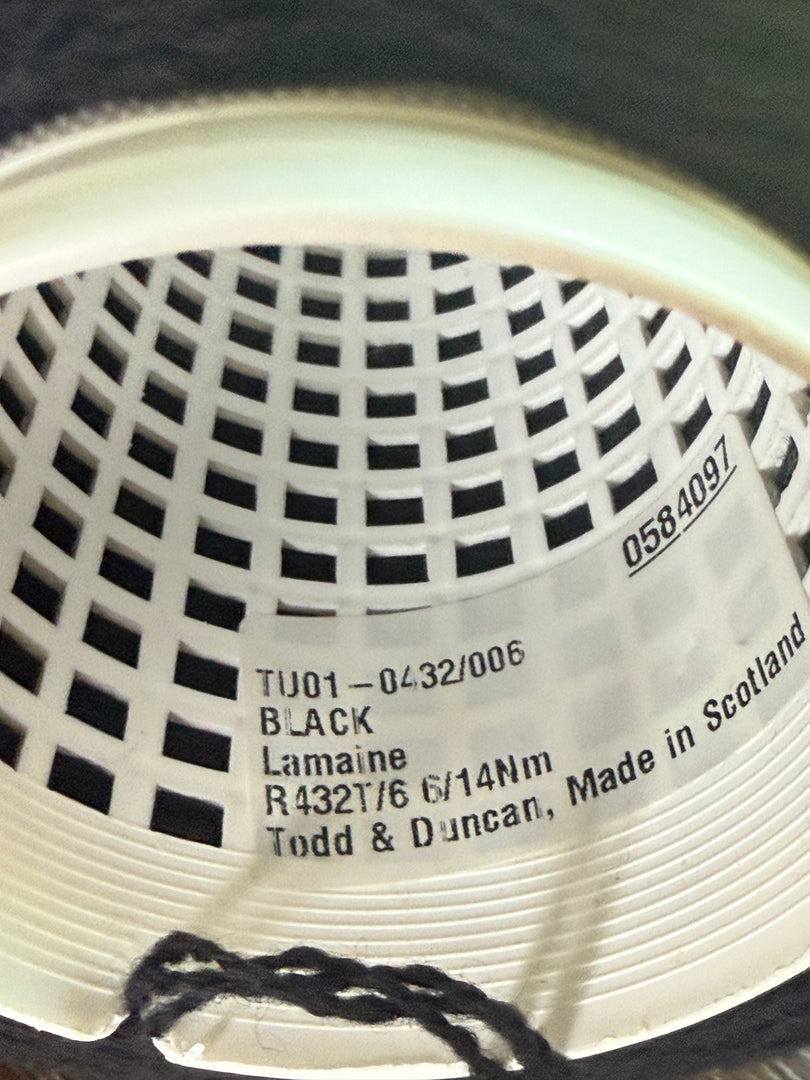 0584097
TU01-0432/006
BLACK
Lamaine
R432T/6 6/14Nm
Todd & Duncan, Made in Scotland